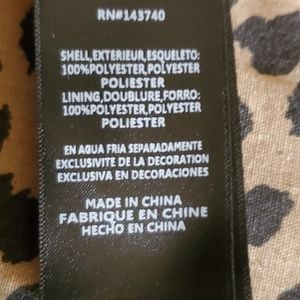 RN#143740
SHELL,EXTERIEUR,ESQUELETO:
100%POLYESTER,POLYESTER
POLIESTER
LINING,DOUBLURE,FORRO:
100%POLYESTER,POLYESTER
POLIESTER
EN AGUA FRIA SEPARADAMENTE
EXCLUSIVITE DE LA DECORATION
EXCLUSIVA EN DECORACIONES
MADE IN CHINA
FABRIQUE EN CHINE
HECHO EN CHINA